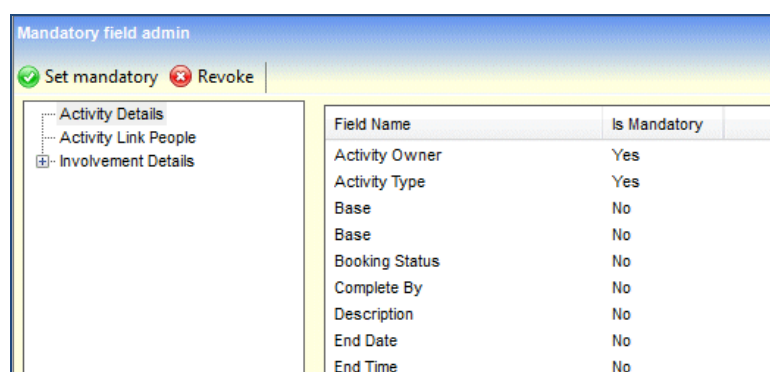 Mandatory field admin
Set mandatory Revoke
Activity Details
Activity Link People
Involvement Details
Field Name Is Mandatory
Activity Owner Yes
Activity Type Yes
Base No
Base No
Booking Status No
Complete By No
Description No
End Date No
End Time No